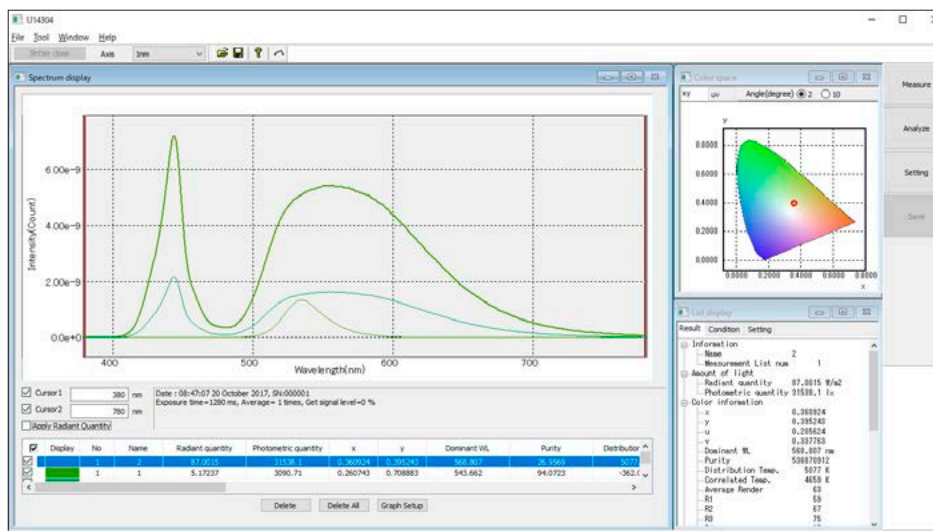 U14304
File Tool Window Help
Shutter close Axis 1nm
Spectrum display
Intensity(Count)
6.00e-9
4.00e-9
2.00e-9
0.0e+0
400 500 600 700
Wavelength(nm)
Cursor1 380 nm
Cursor2 780 nm
Apply Radiant Quantity
Date : 08:47:07 20 October 2017, SN:000001
Exposure time=1280 ms, Average= 1 times, Get signal level=0 %
Display No Name Radiant quantity Photometric quantity x y Dominant WL Purity Distribution
1 2 87.0015 31538.1 0.360924 0.395243 568.807 5077
1 1 5.17237 3090.71 0.260743 0.708883 543.662 94.0723
Delete Delete All Graph Setup
Color space
xy uv Angle(degree) 2 10
y
0.8000
0.6000
0.4000
0.2000
0.0000
0.0000 0.2000 0.4000 0.6000 0.8000
x
List display
Result Condition Setting
Information
Name 2
Measurement List num 1
Amount of light
Radiant quantity 87.0015 W/m2
Photometric quantity 31538.1 lx
Color information
x 0.360924
y 0.395243
u 0.205624
v 0.337763
Dominant WL 568.807 nm
Purity 536870912
Distribution Temp. 5077 K
Correlated Temp. 4659 K
Average Render 63
R1 59
R2 67
R3 75
Measure
Analyze
Setting
Save